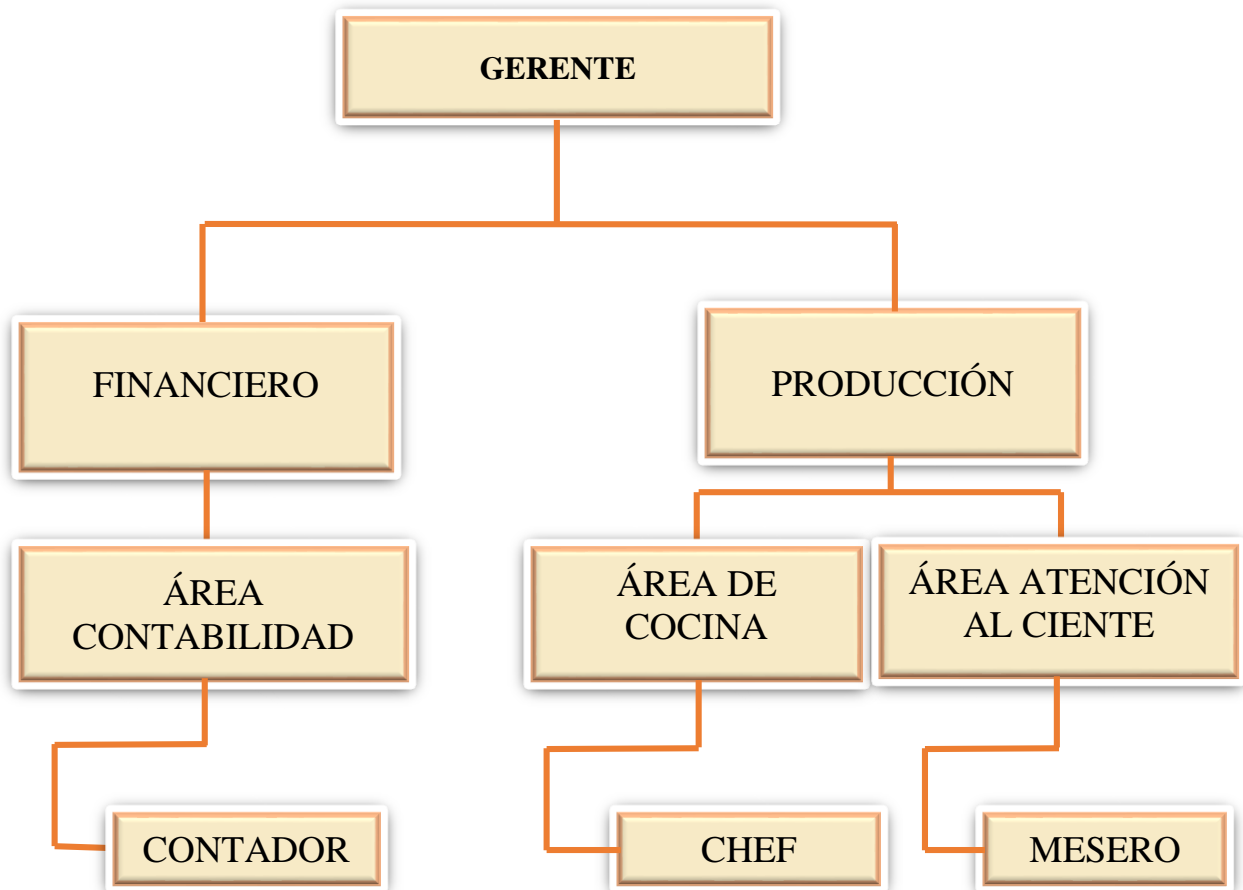 GERENTE
FINANCIERO
PRODUCCIÓN
ÁREA
CONTABILIDAD
ÁREA DE
COCINA
ÁREA ATENCIÓN
AL CIENTE
CONTADOR
CHEF
MESERO